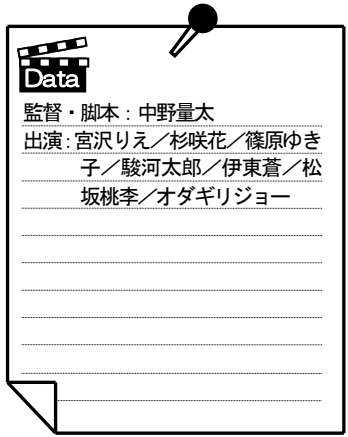 Data
監督・脚本：中野量太
出演：宮沢りえ／杉咲花／篠原ゆき
子／駿河太郎／伊東蒼／松
坂桃李／オダギリジョー